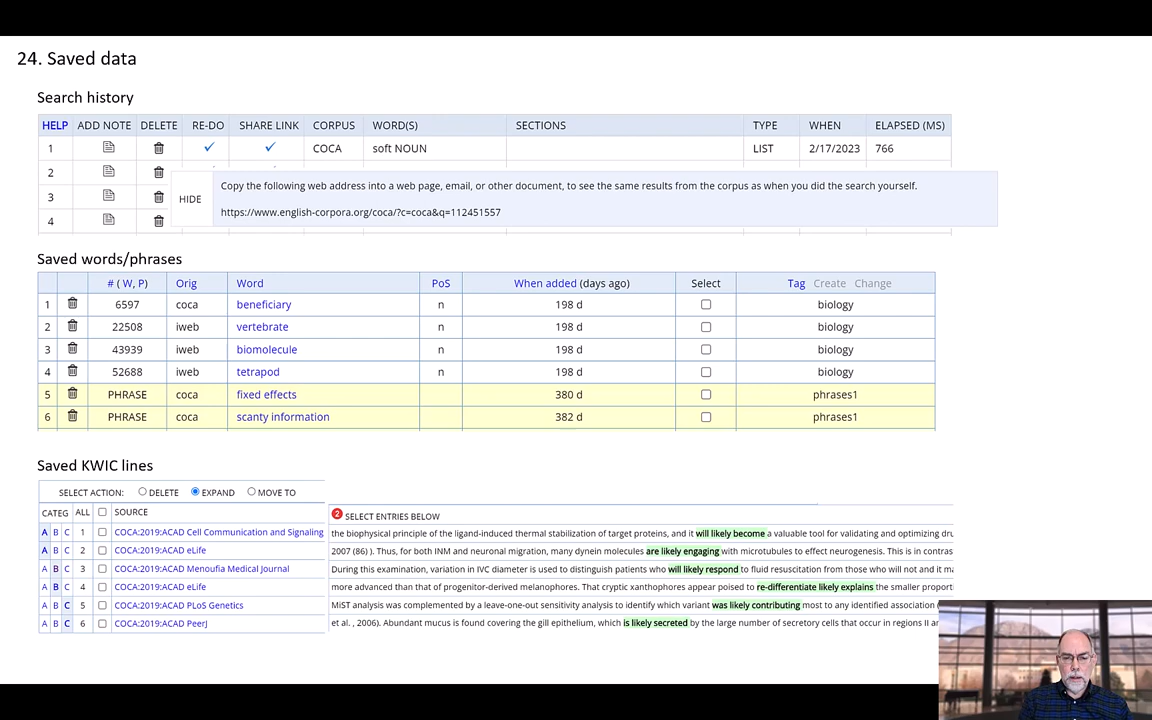 24. Saved data
Search history
HELP ADD NOTE DELETE RE-DO SHARE LINK CORPUS WORD(S) SECTIONS TYPE WHEN ELAPSED (MS)
1 COCA soft NOUN LIST 2/17/2023 766
2
3
4
Copy the following web address into a web page, email, or other document, to see the same results from the corpus as when you did the search yourself.
HIDE
https://www.english-corpora.org/coca/?c=coca&q=112451557
Saved words/phrases
# ( W, P) Orig Word PoS When added (days ago) Select Tag Create Change
1 6597 coca beneficiary n 198 d biology
2 22508 iweb vertebrate n 198 d biology
3 43939 iweb biomolecule n 198 d biology
4 52688 iweb tetrapod n 198 d biology
5 PHRASE coca fixed effects 380 d phrases1
6 PHRASE coca scanty information 382 d phrases1
Saved KWIC lines
SELECT ACTION: DELETE EXPAND MOVE TO
CATEG ALL SOURCE 2 SELECT ENTRIES BELOW
A B C 1 COCA:2019:ACAD Cell Communication and Signaling the biophysical principle of the ligand-induced thermal stabilization of target proteins, and it will likely become a valuable tool for validating and optimizing dru
A B C 2 COCA:2019:ACAD eLife 2007 (86) ). Thus, for both INM and neuronal migration, many dynein molecules are likely engaging with microtubules to effect neurogenesis. This is in contras
A B C 3 COCA:2019:ACAD Menoufia Medical Journal During this examination, variation in IVC diameter is used to distinguish patients who will likely respond to fluid resuscitation from those who will not and it ma
A B C 4 COCA:2019:ACAD eLife more advanced than that of progenitor-derived melanophores. That cryptic xanthophores appear poised to re-differentiate likely explains the smaller proport
A B C 5 COCA:2019:ACAD PLoS Genetics MiST analysis was complemented by a leave-one-out sensitivity analysis to identify which variant was likely contributing most to any identified association (
A B C 6 COCA:2019:ACAD PeerJ et al. , 2006). Abundant mucus is found covering the gill epithelium, which is likely secreted by the large number of secretory cells that occur in regions II ar